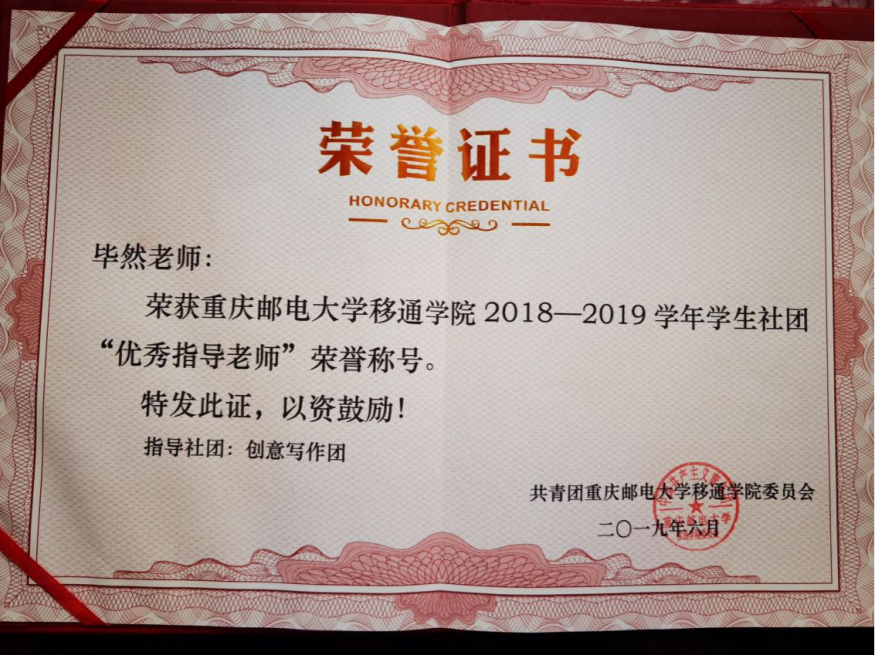 荣誉证书
HONORARY CREDENTIAL
毕然老师：
荣获重庆邮电大学移通学院 2018—2019 学年学生社团
“优秀指导老师”荣誉称号。
特发此证，以资鼓励！
指导社团：创意写作团
共青团重庆邮电大学移通学院委员会
二〇一九年六月